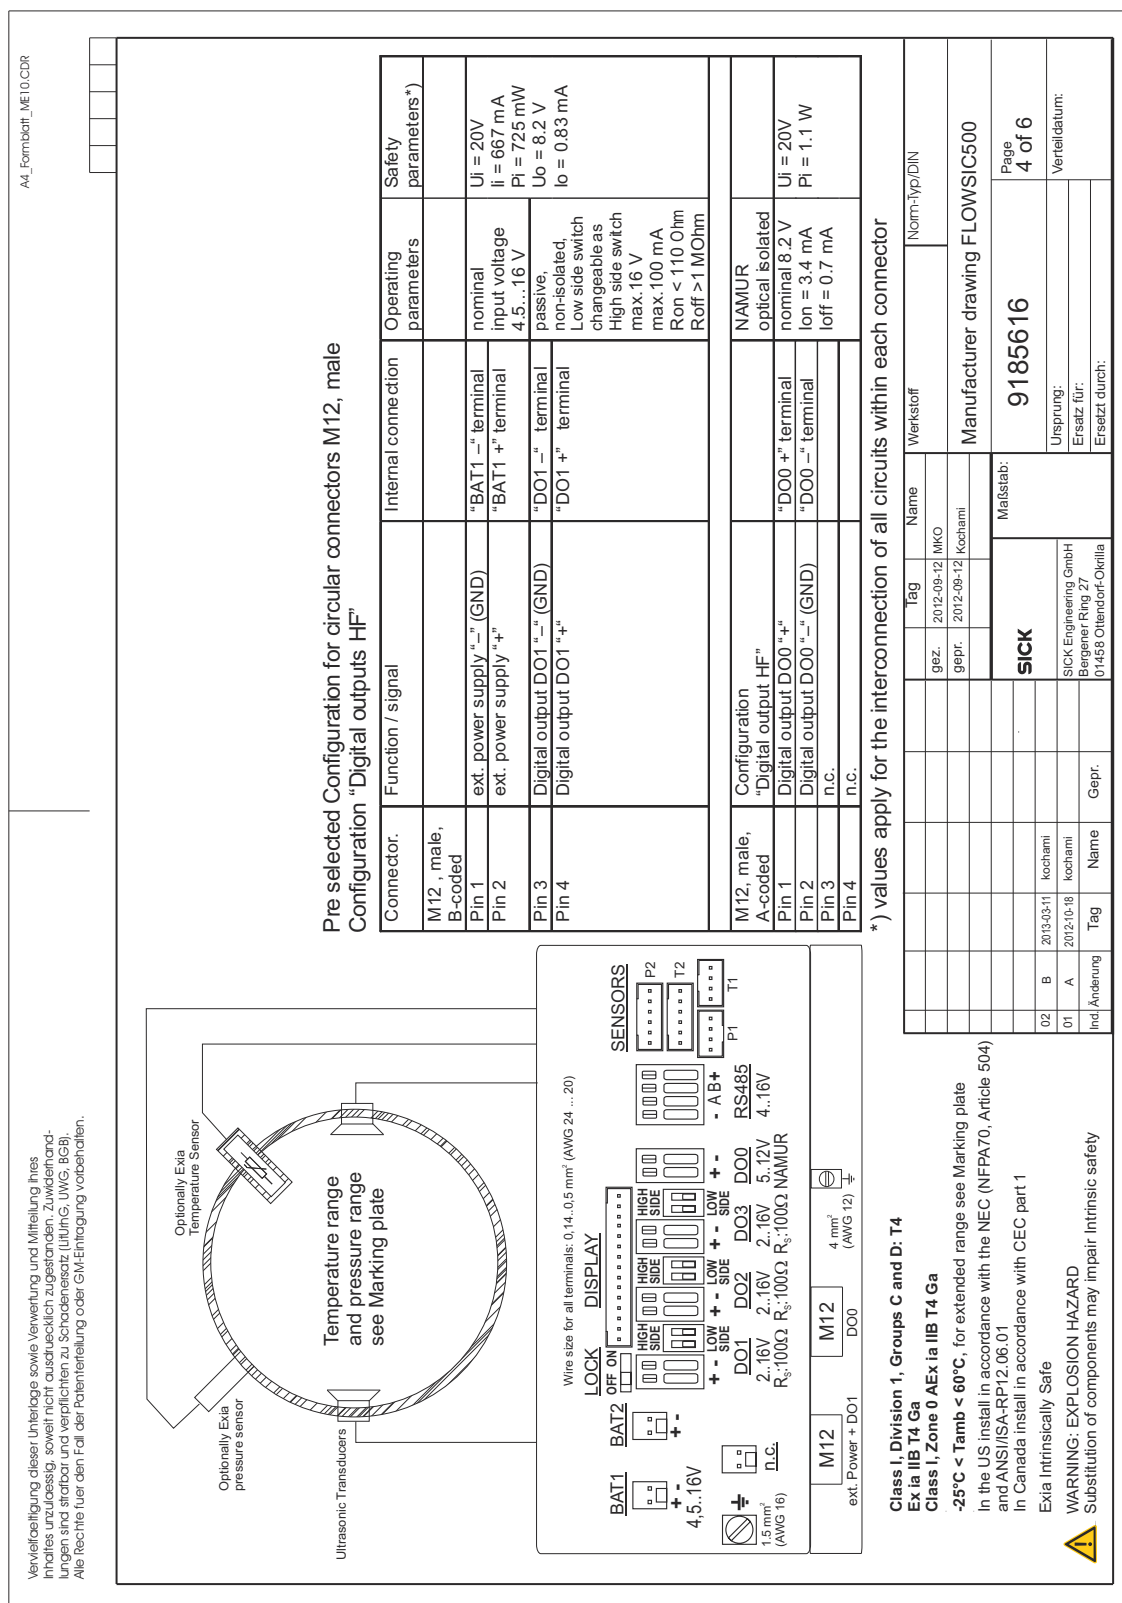 A4_Formblatt_ME10.CDR
Vervielfaeltigung dieser Unterlage sowie Verwertung und Mitteilung ihres
Inhaltes unzulaessig, soweit nicht ausdruecklich zugestanden. Zuwiderhand-
lungen sind strafbar und verpflichten zu Schadenersatz (LitUrhG, UWG, BGB).
Alle Rechte fuer den Fall der Patenterteilung oder GM-Eintragung vorbehalten.
Optionally Exia
Temperature Sensor
Optionally Exia
pressure sensor
Ultrasonic Transducers
Temperature range
and pressure range
see Marking plate
Wire size for all terminals: 0,14..0,5 mm² (AWG 24 ... 20)
BAT1
+ -
4,5..16V
BAT2
+ -
LOCK
OFF ON
DISPLAY
SENSORS
P2
T2
P1
T1
1.5 mm²
(AWG 16)
n.c.
HIGH
SIDE
LOW
SIDE
HIGH
SIDE
LOW
SIDE
HIGH
SIDE
LOW
SIDE
+ -
+ -
+ -
+ -
- A B +
DO1
DO2
DO3
DO0
RS485
2..16V
2..16V
2..16V
5..12V
4..16V
RS:100Ω
RS:100Ω
RS:100Ω
NAMUR
M12
M12
ext. Power + DO1
DO0
4 mm²
(AWG 12)
Class I, Division 1, Groups C and D: T4
Ex ia IIB T4 Ga
Class I, Zone 0 AEx ia IIB T4 Ga
-25°C < Tamb < 60°C, for extended range see Marking plate
In the US install in accordance with the NEC (NFPA70, Article 504)
and ANSI/ISA-RP12.06.01
In Canada install in accordance with CEC part 1
Exia Intrinsically Safe
WARNING: EXPLOSION HAZARD
Substitution of components may impair Intrinsic safety
Pre selected Configuration for circular connectors M12, male
Configuration “Digital outputs HF”
Connector. Function / signal Internal connection Operating parameters Safety parameters*)
M12 , male,
B-coded
Pin 1 ext. power supply “–” (GND) “BAT1 –“ terminal
Pin 2 ext. power supply “+” “BAT1 +” terminal
nominal
input voltage
4.5...16 V
Ui = 20V
Ii = 667 mA
Pi = 725 mW
Uo = 8.2 V
Io = 0.83 mA
Pin 3 Digital output DO1 “–“ (GND) “DO1 –“ terminal
Pin 4 Digital output DO1 “+“ “DO1 +” terminal
passive,
non-isolated,
Low side switch
changeable as
High side switch
max.16 V
max.100 mA
Ron < 110 Ohm
Roff >1 MOhm
M12, male,
A-coded
Configuration
“Digital output HF”
NAMUR
optical isolated
Pin 1 Digital output DO0 “+“ “DO0 +” terminal
Pin 2 Digital output DO0 “–“ (GND) “DO0 –“ terminal
nominal 8.2 V
Ion = 3.4 mA
Ioff = 0.7 mA
Ui = 20V
Pi = 1.1 W
Pin 3 n.c.
Pin 4 n.c.
*) values apply for the interconnection of all circuits within each connector
Tag Name Werkstoff Norm-Typ/DIN
gez. 2012-09-12 MKO
gepr. 2012-09-12 Kochami
Manufacturer drawing FLOWSIC500
SICK
Maßstab:
9185616
Page
4 of 6
02 B 2013-03-11 kochami
01 A 2012-10-18 kochami
Ind. Änderung Tag Name Gepr.
SICK Engineering GmbH
Bergener Ring 27
01458 Ottendorf-Okrilla
Ursprung:
Ersatz für:
Ersetzt durch:
Verteildatum: